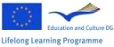 Education and Culture DG
Lifelong Learning Programme